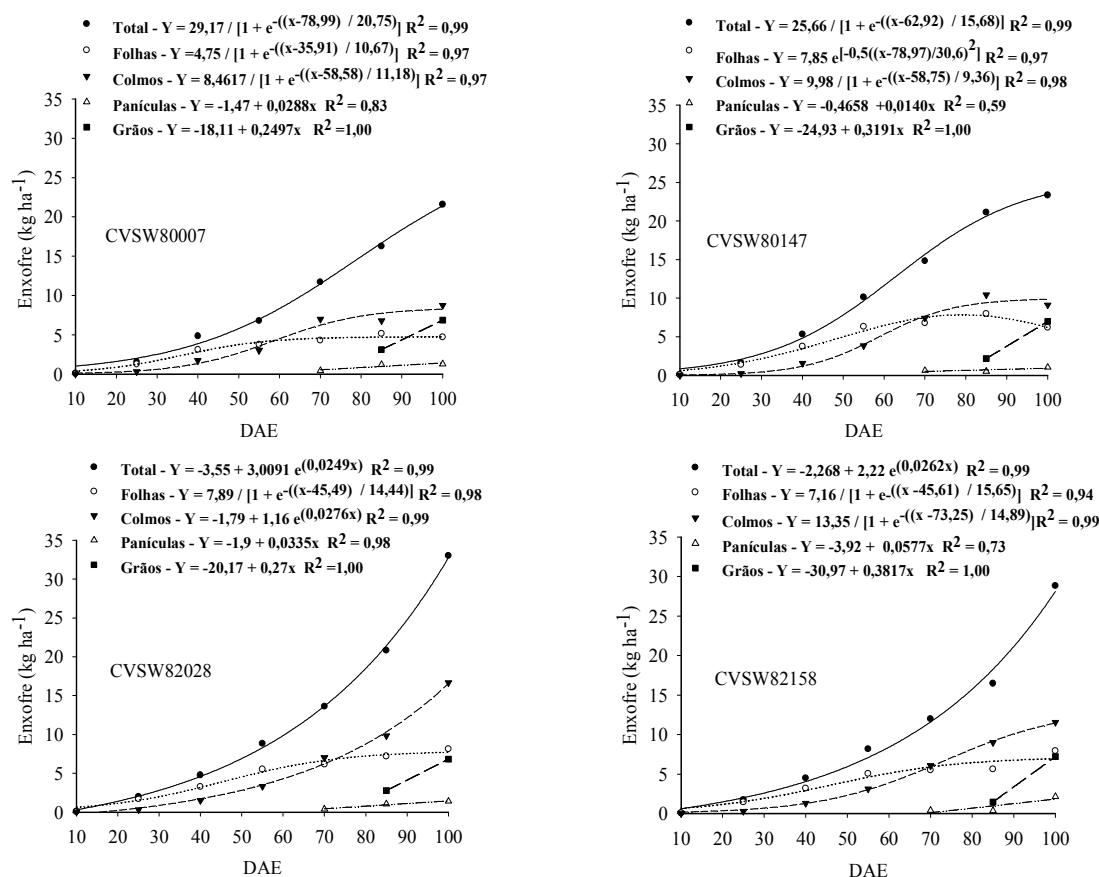 Total - Y = 29,17 / [1 + e^-((x-78,99) / 20,75)] R² = 0,99
Folhas - Y =4,75 / [1 + e^-((x-35,91) / 10,67)] R² = 0,97
Colmos - Y = 8,4617 / [1 + e^-((x-58,58) / 11,18)] R² = 0,97
Panículas - Y = -1,47 + 0,0288x R² = 0,83
Grãos - Y = -18,11 + 0,2497x R² =1,00
35
30
25
20
15
10
5
0
Enxofre (kg ha⁻¹)
CVSW80007
10 20 30 40 50 60 70 80 90 100
DAE
Total - Y = 25,66 / [1 + e^-((x-62,92) / 15,68)] R² = 0,99
Folhas - Y = 7,85 e^[-0,5((x-78,97)/30,6)²] R² = 0,97
Colmos - Y = 9,98 / [1 + e^-((x-58,75) / 9,36)] R² = 0,98
Panículas - Y = -0,4658 +0,0140x R² = 0,59
Grãos - Y = -24,93 + 0,3191x R² = 1,00
35
30
25
20
15
10
5
0
Enxofre (kg ha⁻¹)
CVSW80147
10 20 30 40 50 60 70 80 90 100
DAE
Total - Y = -3,55 + 3,0091 e^(0,0249x) R² = 0,99
Folhas - Y = 7,89 / [1 + e^-((x-45,49) / 14,44)] R² = 0,98
Colmos - Y = -1,79 + 1,16 e^(0,0276x) R² = 0,99
Panículas - Y = -1,9 + 0,0335x R² = 0,98
Grãos - Y = -20,17 + 0,27x R² = 1,00
35
30
25
20
15
10
5
0
Enxofre (kg ha⁻¹)
CVSW82028
10 20 30 40 50 60 70 80 90 100
DAE
Total - Y = -2,268 + 2,22 e^(0,0262x) R² = 0,99
Folhas - Y = 7,16 / [1 + e-^((x -45,61) / 15,65)] R² = 0,94
Colmos - Y = 13,35 / [1 + e^-((x -73,25) / 14,89)]R² = 0,99
Panículas - Y = -3,92 + 0,0577x R² = 0,73
Grãos - Y = -30,97 + 0,3817x R² = 1,00
35
30
25
20
15
10
5
0
Enxofre (kg ha⁻¹)
CVSW82158
10 20 30 40 50 60 70 80 90 100
DAE